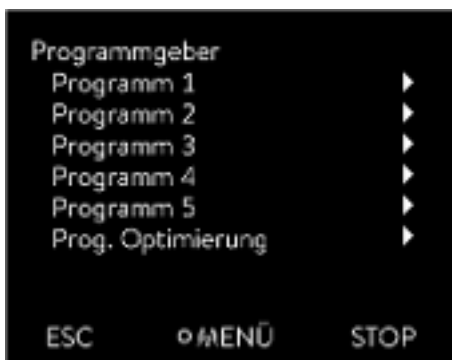 Programmgeber
Programm 1
Programm 2
Programm 3
Programm 4
Programm 5
Prog. Optimierung
ESC MENÜ STOP